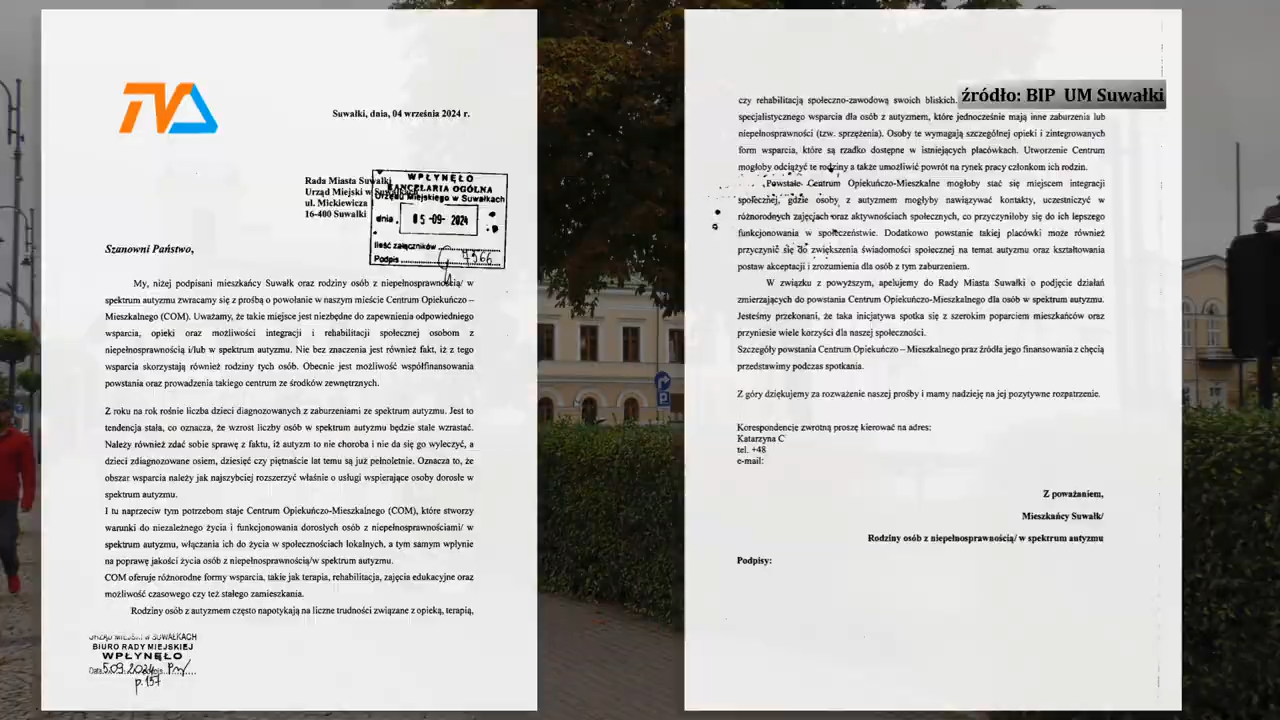 TVA
Suwałki, dnia, 04 września 2024 r.
Rada Miasta Suwałki
Urząd Miejski w Suwałkach
ul. Mickiewicza
16-400 Suwałki
WPŁYNĘŁO
KANCELARIA OGÓLNA
Urzędu Miejskiego w Suwałkach
dnia. 05 -09- 2024
Ilość załączników
Podpis 7366
Szanowni Państwo,
My, niżej podpisani mieszkańcy Suwałk oraz rodziny osób z niepełnosprawnością/ w
spektrum autyzmu zwracamy się z prośbą o powołanie w naszym mieście Centrum Opiekuńczo –
Mieszkalnego (COM). Uważamy, że takie miejsce jest niezbędne do zapewnienia odpowiedniego
wsparcia, opieki oraz możliwości integracji i rehabilitacji społecznej osobom z
niepełnosprawnością i/lub w spektrum autyzmu. Nie bez znaczenia jest również fakt, iż z tego
wsparcia skorzystają również rodziny tych osób. Obecnie jest możliwość współfinansowania
powstania oraz prowadzenia takiego centrum ze środków zewnętrznych.
Z roku na rok rośnie liczba dzieci diagnozowanych z zaburzeniami ze spektrum autyzmu. Jest to
tendencja stała, co oznacza, że wzrost liczby osób w spektrum autyzmu będzie stale wzrastać.
Należy również zdać sobie sprawę z faktu, iż autyzm to nie choroba i nie da się go wyleczyć, a
dzieci zdiagnozowane osiem, dziesięć czy piętnaście lat temu są już pełnoletnie. Oznacza to, że
obszar wsparcia należy jak najszybciej rozszerzyć właśnie o usługi wspierające osoby dorosłe w
spektrum autyzmu.
I tu naprzeciw tym potrzebom staje Centrum Opiekuńczo-Mieszkalne (COM), które stworzy
warunki do niezależnego życia i funkcjonowania dorosłych osób z niepełnosprawnościami/ w
spektrum autyzmu, włączania ich do życia w społecznościach lokalnych, a tym samym wpłynie
na poprawę jakości życia osób z niepełnosprawnością/w spektrum autyzmu.
COM oferuje różnorodne formy wsparcia, takie jak terapia, rehabilitacja, zajęcia edukacyjne oraz
możliwość czasowego czy też stałego zamieszkania.
Rodziny osób z autyzmem często napotykają na liczne trudności związane z opieką, terapią,
URZĄD MIEJSKI w SUWAŁKACH
BIURO RADY MIEJSKIEJ
WPŁYNĘŁO
Data 5.09.2024
p. 157
źródło: BIP UM Suwałki
czy rehabilitacją społeczno-zawodową swoich bliskich.
specjalistycznego wsparcia dla osób z autyzmem, które jednocześnie mają inne zaburzenia lub
niepełnosprawności (tzw. sprzężenia). Osoby te wymagają szczególnej opieki i zintegrowanych
form wsparcia, które są rzadko dostępne w istniejących placówkach. Utworzenie Centrum
mogłoby odciążyć te rodziny a także umożliwić powrót na rynek pracy członkom ich rodzin.
Powstałe Centrum Opiekuńczo-Mieszkalne mogłoby stać się miejscem integracji
społecznej, gdzie osoby z autyzmem mogłyby nawiązywać kontakty, uczestniczyć w
różnorodnych zajęciach oraz aktywnościach społecznych, co przyczyniłoby się do ich lepszego
funkcjonowania w społeczeństwie. Dodatkowo powstanie takiej placówki może również
przyczynić się do zwiększenia świadomości społecznej na temat autyzmu oraz kształtowania
postaw akceptacji i zrozumienia dla osób z tym zaburzeniem.
W związku z powyższym, apelujemy do Rady Miasta Suwałki o podjęcie działań
zmierzających do powstania Centrum Opiekuńczo-Mieszkalnego dla osób w spektrum autyzmu.
Jesteśmy przekonani, że taka inicjatywa spotka się z szerokim poparciem mieszkańców oraz
przyniesie wiele korzyści dla naszej społeczności.
Szczegóły powstania Centrum Opiekuńczo – Mieszkalnego praz źródła jego finansowania z chęcią
przedstawimy podczas spotkania.
Z góry dziękujemy za rozważenie naszej prośby i mamy nadzieję na jej pozytywne rozpatrzenie.
Korespondencję zwrotną proszę kierować na adres:
Katarzyna C
tel. +48
e-mail:
Z poważaniem,
Mieszkańcy Suwałk/
Rodziny osób z niepełnosprawnością/ w spektrum autyzmu
Podpisy: